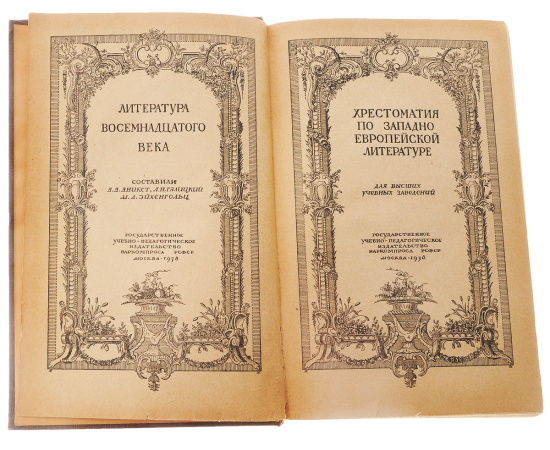 ЛИТЕРАТУРА
ВОСЕМНАДЦАТОГО
ВЕКА
СОСТАВИЛИ
А.А.АНИКСТ, А.И.ГАЛИЦКИЙ
М.Д.ЭЙХЕНГОЛЬЦ
ГОСУДАРСТВЕННОЕ
УЧЕБНО-ПЕДАГОГИЧЕСКОЕ
ИЗДАТЕЛЬСТВО
НАРКОМПРОСА РСФСР
МОСКВА-1938
ХРЕСТОМАТИЯ
ПО ЗАПАДНО
ЕВРОПЕЙСКОЙ
ЛИТЕРАТУРЕ
ДЛЯ ВЫСШИХ
УЧЕБНЫХ ЗАВЕДЕНИЙ
ГОСУДАРСТВЕННОЕ
УЧЕБНО-ПЕДАГОГИЧЕСКОЕ
ИЗДАТЕЛЬСТВО
НАРКОМПРОСА РСФСР
МОСКВА-1938